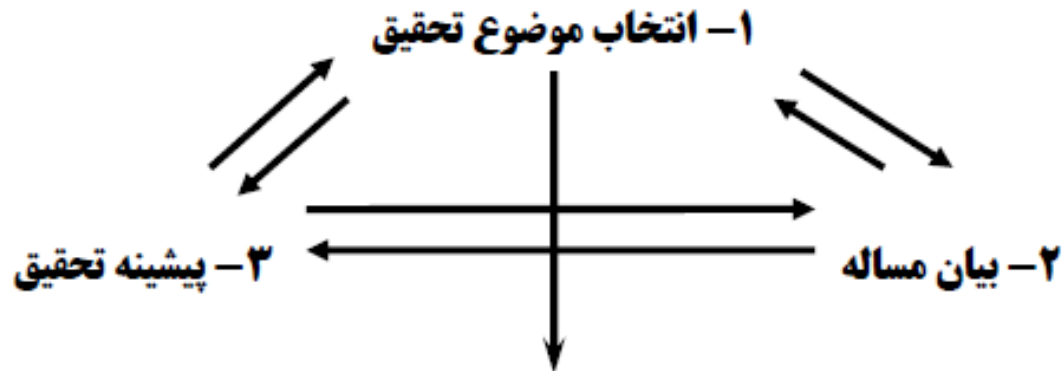 ۱- انتخاب موضوع تحقیق
۲- بیان مساله
۳- پیشینه تحقیق